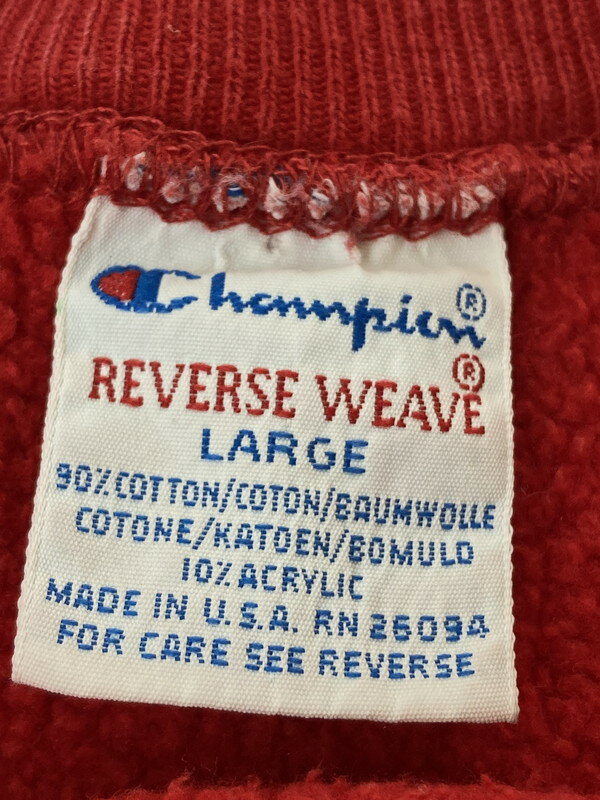 Champion®
REVERSE WEAVE®
LARGE
90% COTTON/COTON/BAUMWOLLE
COTONE/KATOEN/BOMULD
10% ACRYLIC
MADE IN U.S.A. RN 26094
FOR CARE SEE REVERSE